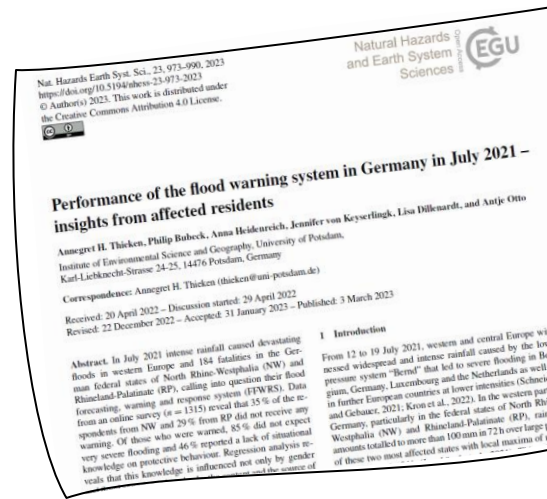 Nat. Hazards Earth Syst. Sci., 23, 973–990, 2023
https://doi.org/10.5194/nhess-23-973-2023
© Author(s) 2023. This work is distributed under
the Creative Commons Attribution 4.0 License.
cc
Natural Hazards
and Earth System
Sciences
Open Access
EGU
Performance of the flood warning system in Germany in July 2021 –
insights from affected residents
Annegret H. Thieken, Philip Bubeck, Anna Heidenreich, Jennifer von Keyserlingk, Lisa Dillenardt, and Antje Otto
Institute of Environmental Science and Geography, University of Potsdam,
Karl-Liebknecht-Strasse 24-25, 14476 Potsdam, Germany
Correspondence: Annegret H. Thieken (thieken@uni-potsdam.de)
Received: 20 April 2022 – Discussion started: 29 April 2022
Revised: 22 December 2022 – Accepted: 31 January 2023 – Published: 3 March 2023
Abstract. In July 2021 intense rainfall caused devastating
floods in western Europe and 184 fatalities in the Ger-
man federal states of North Rhine-Westphalia (NW) and
Rhineland-Palatinate (RP), calling into question their flood
forecasting, warning and response system (FFWRS). Data
from an online survey (n = 1315) reveal that 35 % of the re-
spondents from NW and 29 % from RP did not receive any
warning. Of those who were warned, 85 % did not expect
very severe flooding and 46 % reported a lack of situational
knowledge on protective behaviour. Regression analysis re-
veals that this knowledge is influenced not only by gender
and the source of
1 Introduction
From 12 to 19 July 2021, western and central Europe wi
nessed widespread and intense rainfall caused by the low
pressure system “Bernd” that led to severe flooding in Be
gium, Germany, Luxembourg and the Netherlands as well
in further European countries at lower intensities (Schnei
and Gebauer, 2021; Kron et al., 2022). In the western par
Germany, particularly in the federal states of North Rh
Westphalia (NW) and Rhineland-Palatinate (RP), rain
amounts totalled to more than 100 mm in 72 h over large p
of these two most affected states with local maxima of